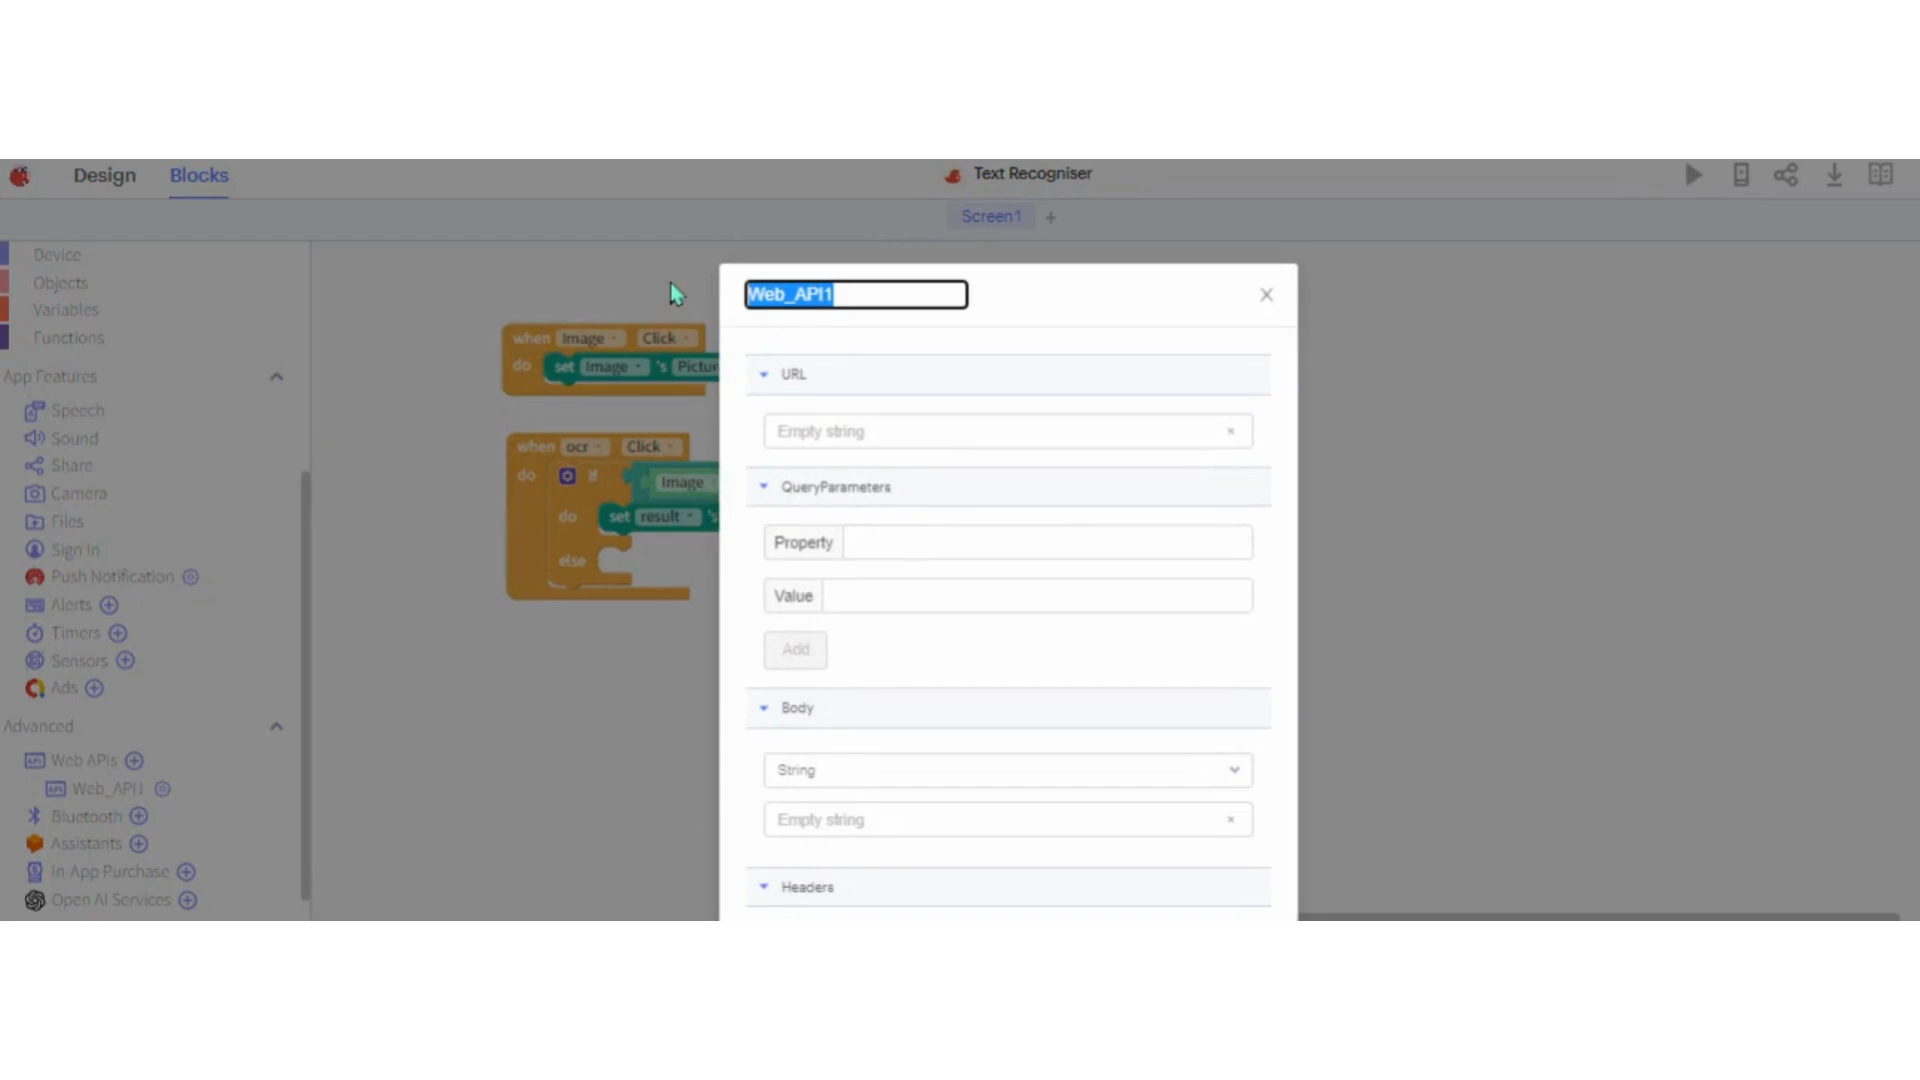 Design
Blocks
Text Recogniser
Screen1 +
Device
Objects
Variables
Functions
App Features
Speech
Sound
Share
Camera
Files
Sign In
Push Notification
Alerts
Timers
Sensors
Ads
Advanced
Web APIs
Web_API1
Bluetooth
Assistants
In App Purchase
Open AI Services
when Image Click
do set Image 's Pictu
when ocr Click
do if Image
do set result 's
else
Web_API1
URL
Empty string
QueryParameters
Property
Value
Add
Body
String
Empty string
Headers